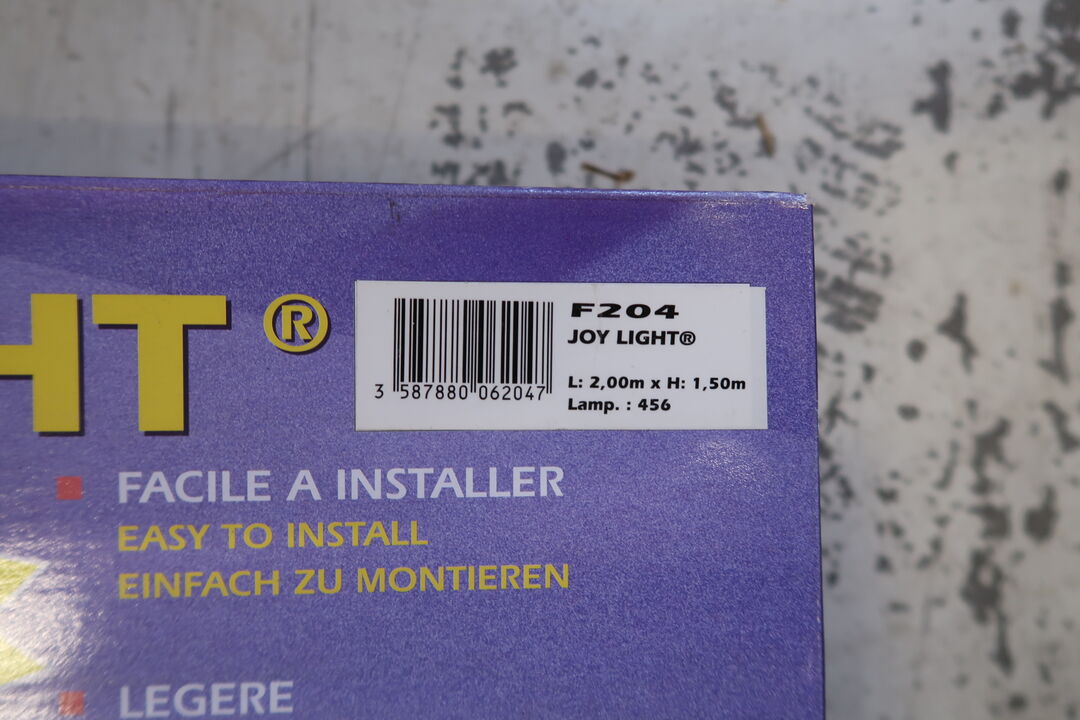 HT®
F204
JOY LIGHT®
L: 2,00m x H: 1,50m
Lamp. : 456
3 587880 062047
FACILE A INSTALLER
EASY TO INSTALL
EINFACH ZU MONTIEREN
LEGERE